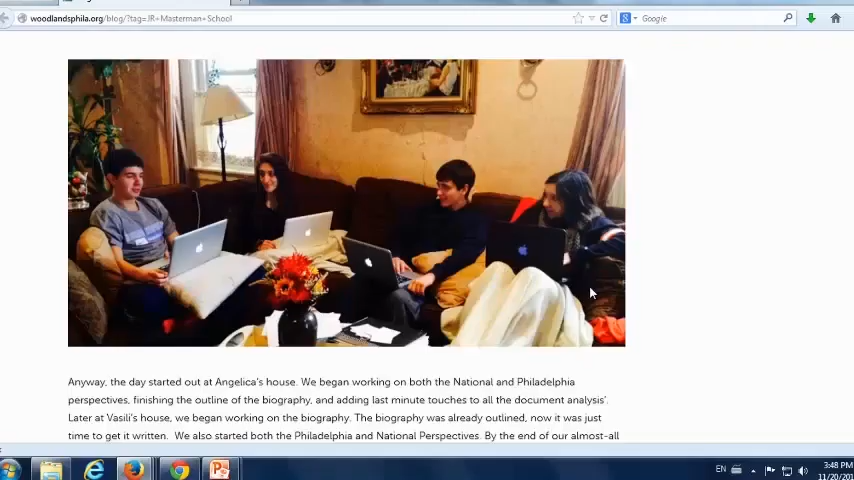 woodlandsphila.org/blog/?tag=JR+Masterman+School
Google
Anyway, the day started out at Angelica's house. We began working on both the National and Philadelphia
perspectives, finishing the outline of the biography, and adding last minute touches to all the document analysis'.
Later at Vasili's house, we began working on the biography. The biography was already outlined, now it was just
time to get it written. We also started both the Philadelphia and National Perspectives. By the end of our almost-all
EN
3:48 PM
11/20/201